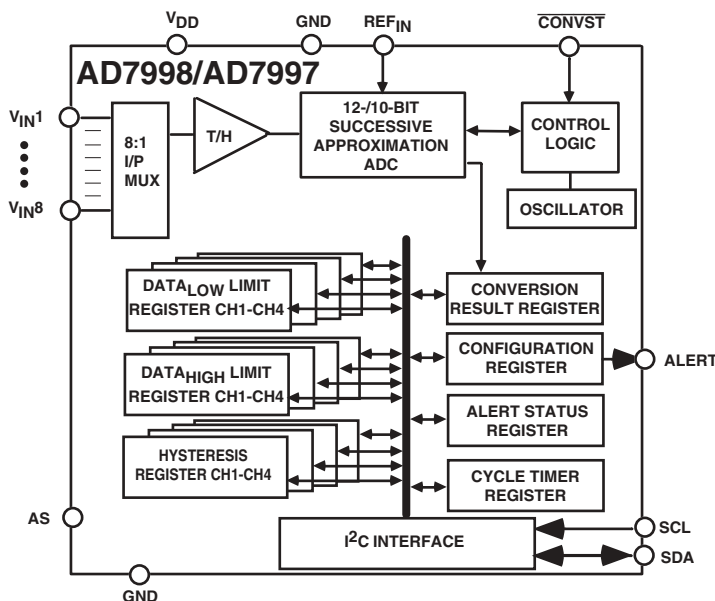 VDD
GND
REFIN
CONVST
AD7998/AD7997
VIN1
VIN8
8:1
I/P
MUX
T/H
12-/10-BIT
SUCCESSIVE
APPROXIMATION
ADC
CONTROL
LOGIC
OSCILLATOR
DATALOW LIMIT
REGISTER CH1-CH4
CONVERSION
RESULT REGISTER
DATAHIGH LIMIT
REGISTER CH1-CH4
CONFIGURATION
REGISTER
ALERT
ALERT STATUS
REGISTER
HYSTERESIS
REGISTER CH1-CH4
CYCLE TIMER
REGISTER
AS
I2C INTERFACE
SCL
SDA
GND